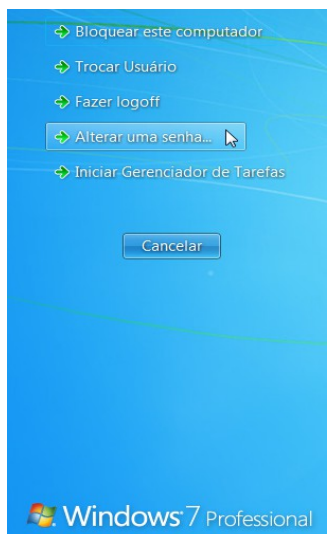 Bloquear este computador
Trocar Usuário
Fazer logoff
Alterar uma senha...
Iniciar Gerenciador de Tarefas
Cancelar
Windows 7 Professional